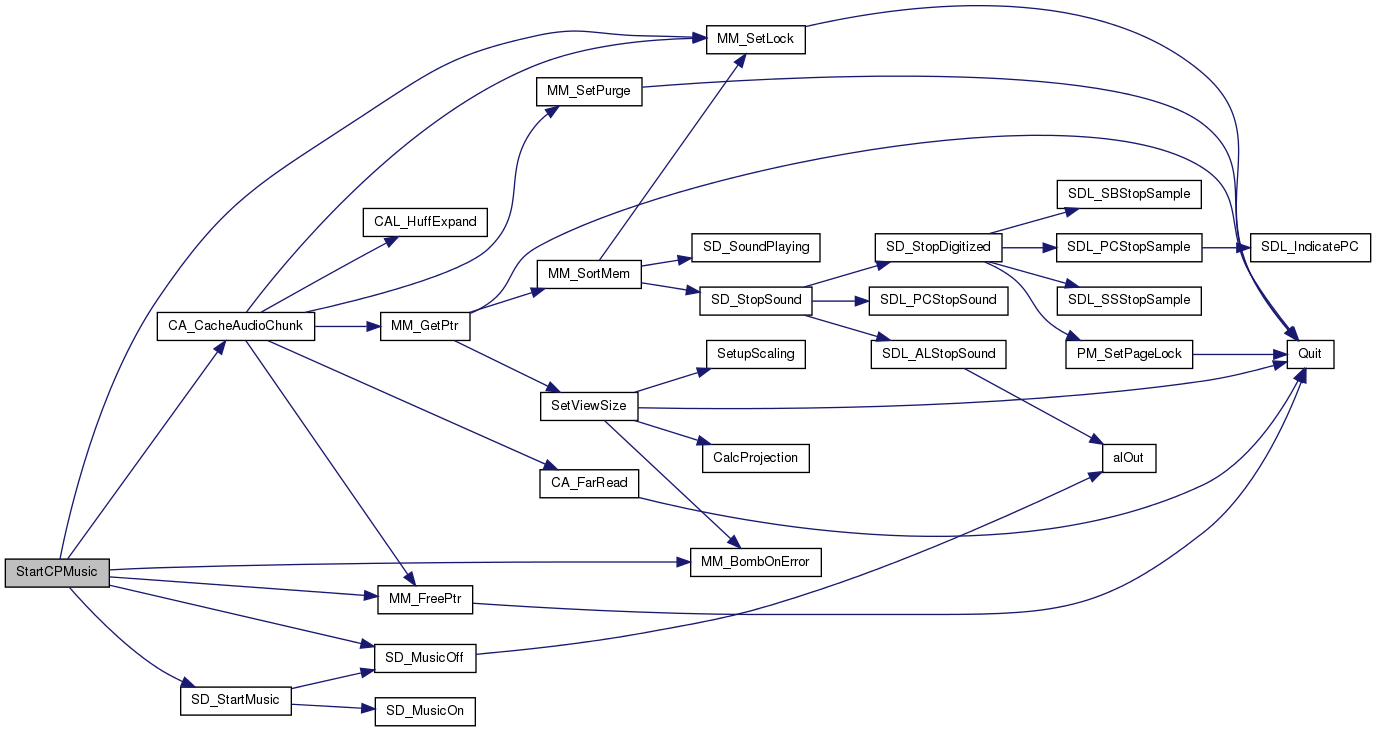 MM_SetLock
MM_SetPurge
SDL_SBStopSample
CAL_HuffExpand
SD_SoundPlaying
SD_StopDigitized
SDL_PCStopSample
SDL_IndicatePC
MM_SortMem
SD_StopSound
SDL_PCStopSound
SDL_SSStopSample
CA_CacheAudioChunk
MM_GetPtr
SetupScaling
SDL_ALStopSound
PM_SetPageLock
Quit
SetViewSize
CalcProjection
alOut
CA_FarRead
StartCPMusic
MM_BombOnError
MM_FreePtr
SD_MusicOff
SD_StartMusic
SD_MusicOn